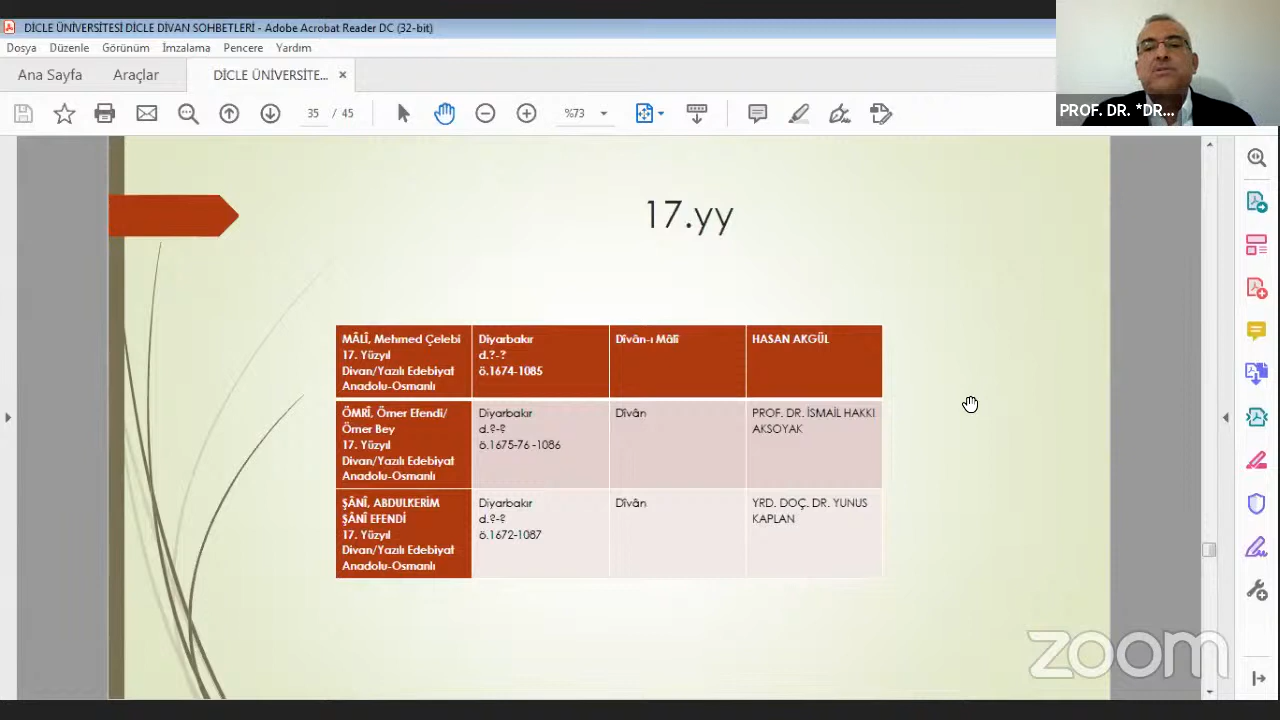 DİCLE ÜNİVERSİTESİ DİCLE DİVAN SOHBETLERİ - Adobe Acrobat Reader DC (32-bit)
Dosya Düzenle Görünüm İmzalama Pencere Yardım
Ana Sayfa Araçlar DİCLE ÜNİVERSİTE... ×
35 / 45 %73
PROF. DR. *DR...
17.yy
MÂLÎ, Mehmed Çelebi
17. Yüzyıl
Divan/Yazılı Edebiyat
Anadolu-Osmanlı
Diyarbakır
d.?-?
ö.1674-1085
Dîvân-ı Mâlî
HASAN AKGÜL
ÖMRÎ, Ömer Efendi/
Ömer Bey
17. Yüzyıl
Divan/Yazılı Edebiyat
Anadolu-Osmanlı
Diyarbakır
d.?-?
ö.1675-76 -1086
Dîvân
PROF. DR. İSMAİL HAKKI
AKSOYAK
ŞÂNÎ, ABDULKERİM
ŞÂNÎ EFENDİ
17. Yüzyıl
Divan/Yazılı Edebiyat
Anadolu-Osmanlı
Diyarbakır
d.?-?
ö.1672-1087
Dîvân
YRD. DOÇ. DR. YUNUS
KAPLAN
zoom